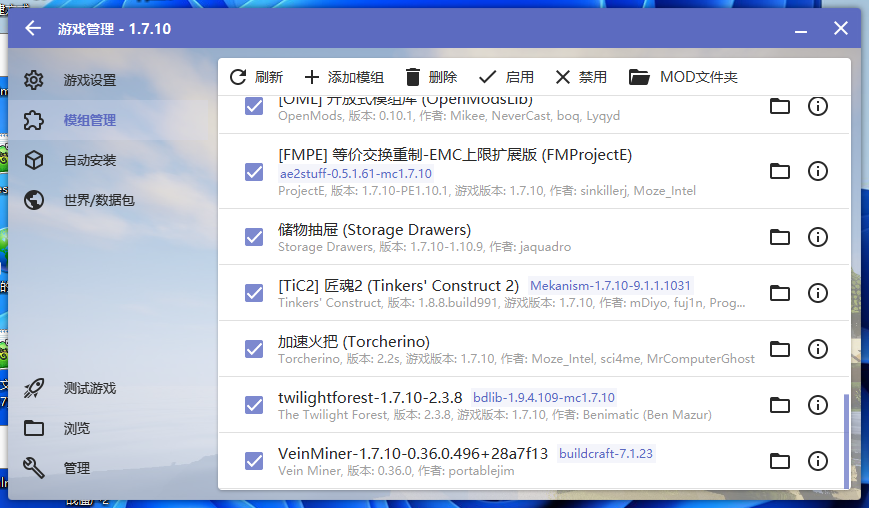 游戏管理 - 1.7.10
游戏设置
模组管理
自动安装
世界/数据包
测试游戏
浏览
管理
刷新 添加模组 删除 启用 禁用 MOD文件夹
[OML] 开放式模组库 (OpenModsLib)
OpenMods, 版本: 0.10.1, 作者: Mikee, NeverCast, boq, Lyqyd
[FMPE] 等价交换重制-EMC上限扩展版 (FMProjectE)
ae2stuff-0.5.1.61-mc1.7.10
ProjectE, 版本: 1.7.10-PE1.10.1, 游戏版本: 1.7.10, 作者: sinkillerj, Moze_Intel
储物抽屉 (Storage Drawers)
Storage Drawers, 版本: 1.7.10-1.10.9, 作者: jaquadro
[TiC2] 匠魂2 (Tinkers' Construct 2) Mekanism-1.7.10-9.1.1.1031
Tinkers' Construct, 版本: 1.8.8.build991, 游戏版本: 1.7.10, 作者: mDiyo, fuj1n, Prog...
加速火把 (Torcherino)
Torcherino, 版本: 2.2s, 游戏版本: 1.7.10, 作者: Moze_Intel, sci4me, MrComputerGhost
twilightforest-1.7.10-2.3.8 bdlib-1.9.4.109-mc1.7.10
The Twilight Forest, 版本: 2.3.8, 游戏版本: 1.7.10, 作者: Benimatic (Ben Mazur)
VeinMiner-1.7.10-0.36.0.496+28a7f13 buildcraft-7.1.23
Vein Miner, 版本: 0.36.0, 作者: portablejim